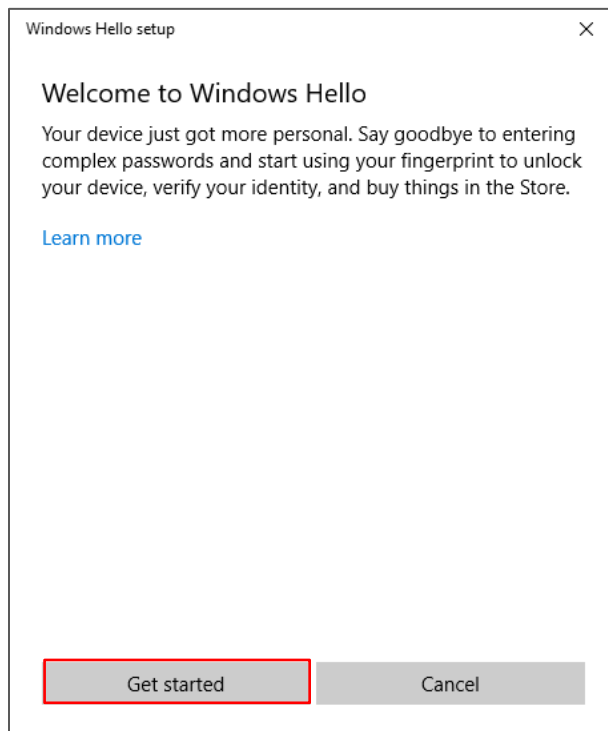 Windows Hello setup
Welcome to Windows Hello
Your device just got more personal. Say goodbye to entering
complex passwords and start using your fingerprint to unlock
your device, verify your identity, and buy things in the Store.
Learn more
Get started
Cancel